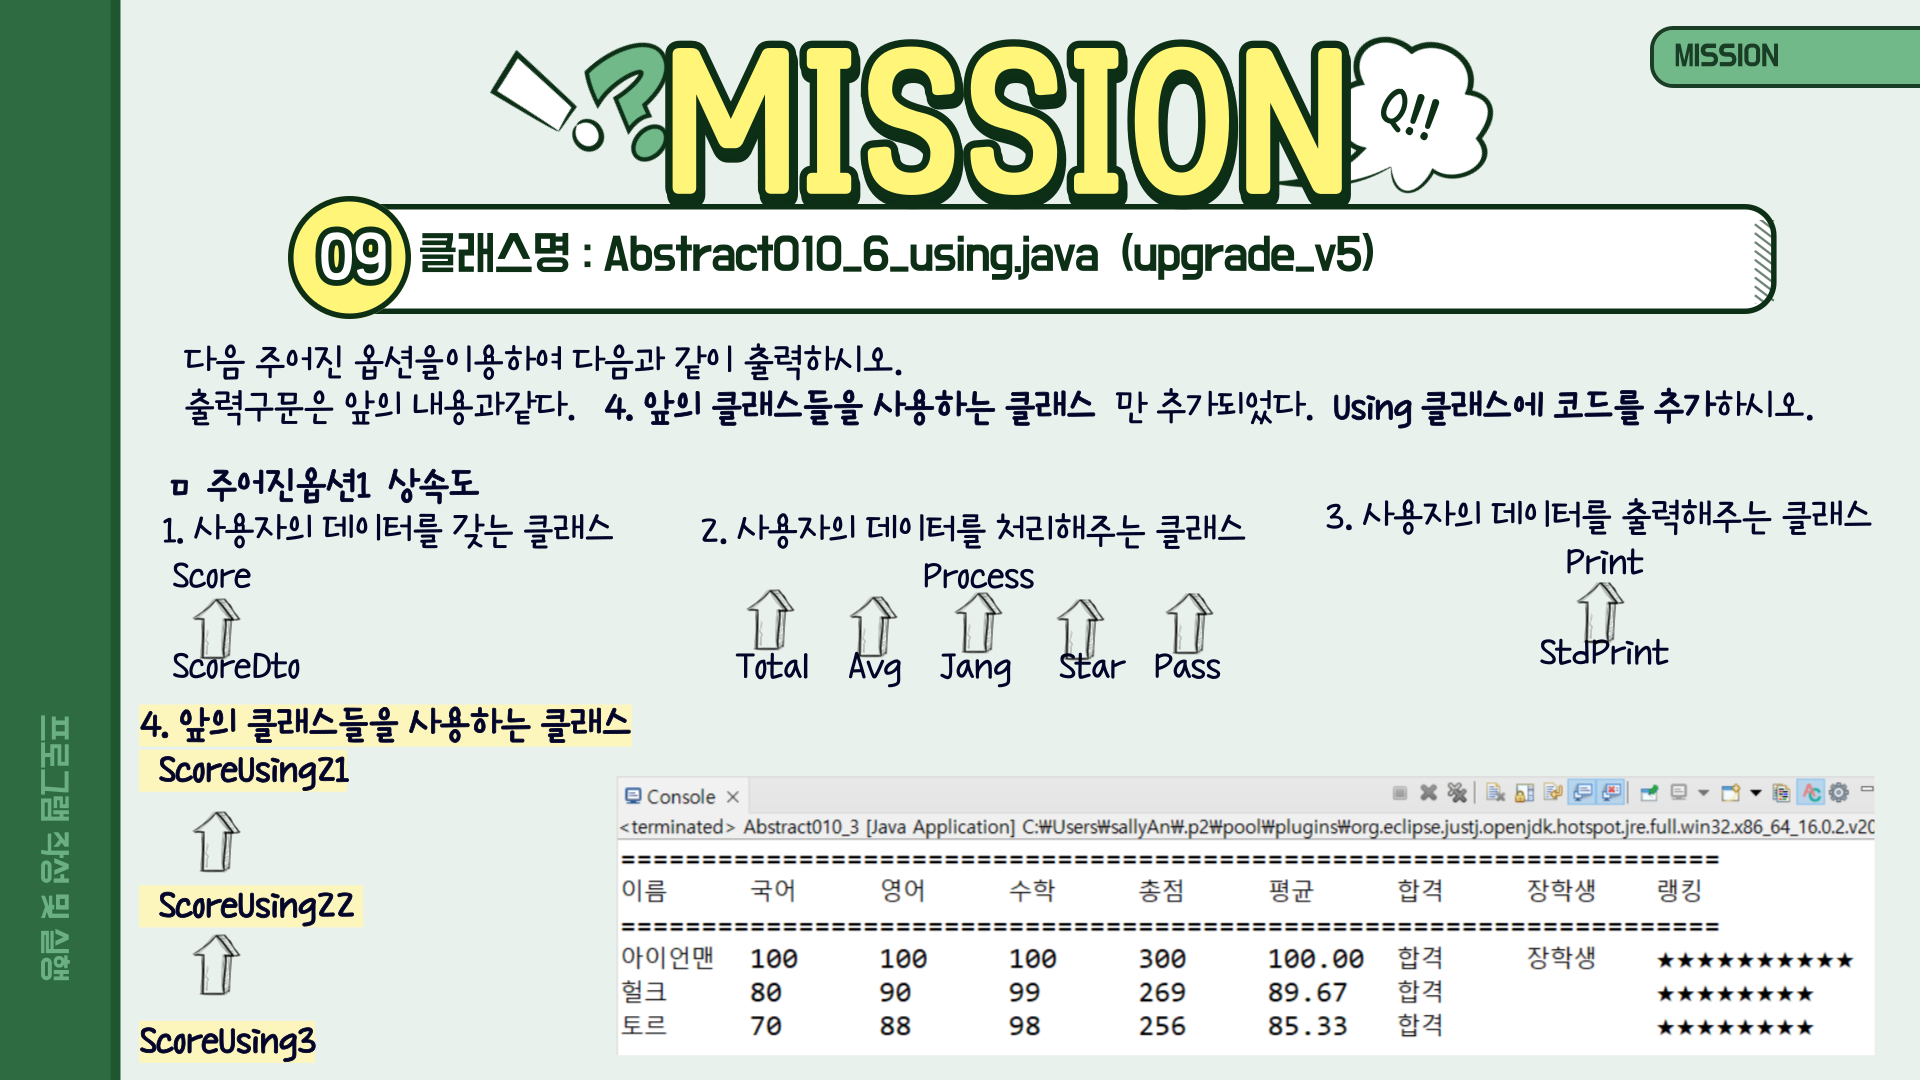 MISSION
MISSION
Q!!
09 클래스명 : Abstract010_6_using.java (upgrade_v5)
다음 주어진 옵션을이용하여 다음과 같이 출력하시오.
출력구문은 앞의 내용과같다. 4. 앞의 클래스들을 사용하는 클래스 만 추가되었다. Using 클래스에 코드를 추가하시오.
ㅁ 주어진옵션1 상속도
1. 사용자의 데이터를 갖는 클래스
Score
ScoreDto
2. 사용자의 데이터를 처리해주는 클래스
Process
Total Avg Jang Star Pass
3. 사용자의 데이터를 출력해주는 클래스
Print
StdPrint
4. 앞의 클래스들을 사용하는 클래스
ScoreUsing21
ScoreUsing22
ScoreUsing3
Console
<terminated> Abstract010_3 [Java Application] C:₩Users₩sallyAn₩.p2₩pool₩plugins₩org.eclipse.justj.openjdk.hotspot.jre.full.win32.x86_64_16.0.2.v20
=====================================================================
이름 국어 영어 수학 총점 평균 합격 장학생 랭킹
=====================================================================
아이언맨 100 100 100 300 100.00 합격 장학생 ★★★★★★★★★★
헐크 80 90 99 269 89.67 합격 ★★★★★★★★
토르 70 88 98 256 85.33 합격 ★★★★★★★★
프로그램 작성 및 실행